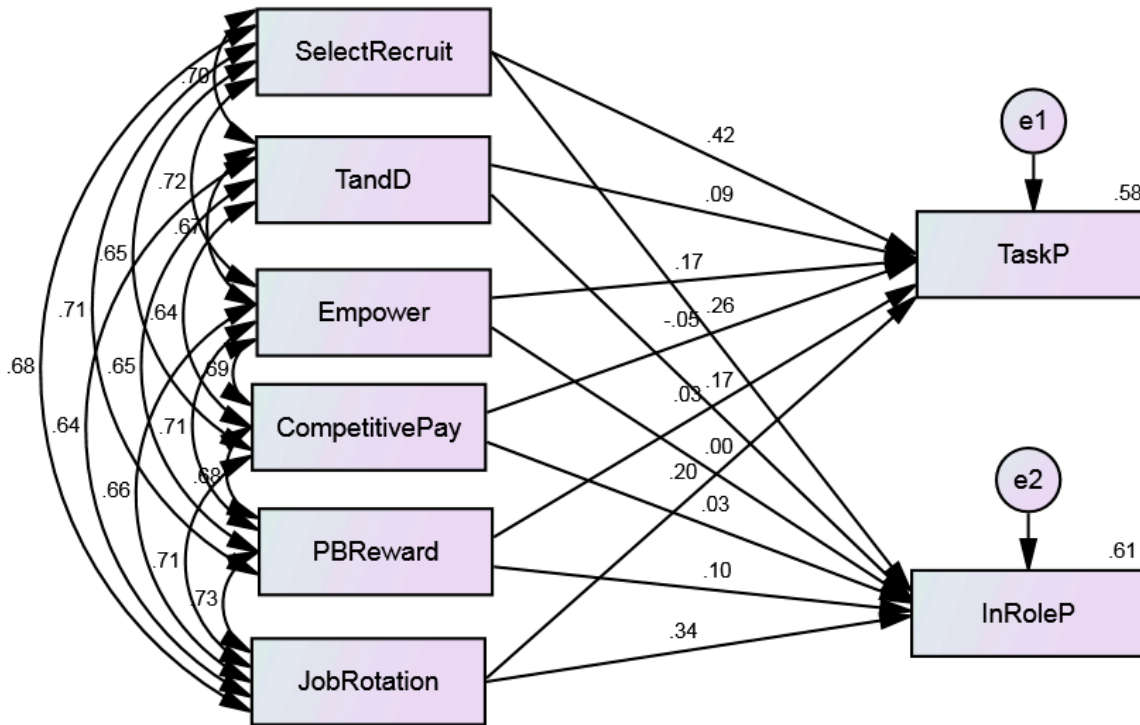 SelectRecruit
.70
e1
.42
TandD
.72
.09
.58
.67
TaskP
.65
.17
.71
.64
Empower
-.05
.26
.68
.65
.69
.17
.03
.64
.71
CompetitivePay
.00
.66
.68
.20
.03
e2
.71
PBReward
.10
.61
.73
.34
InRoleP
JobRotation